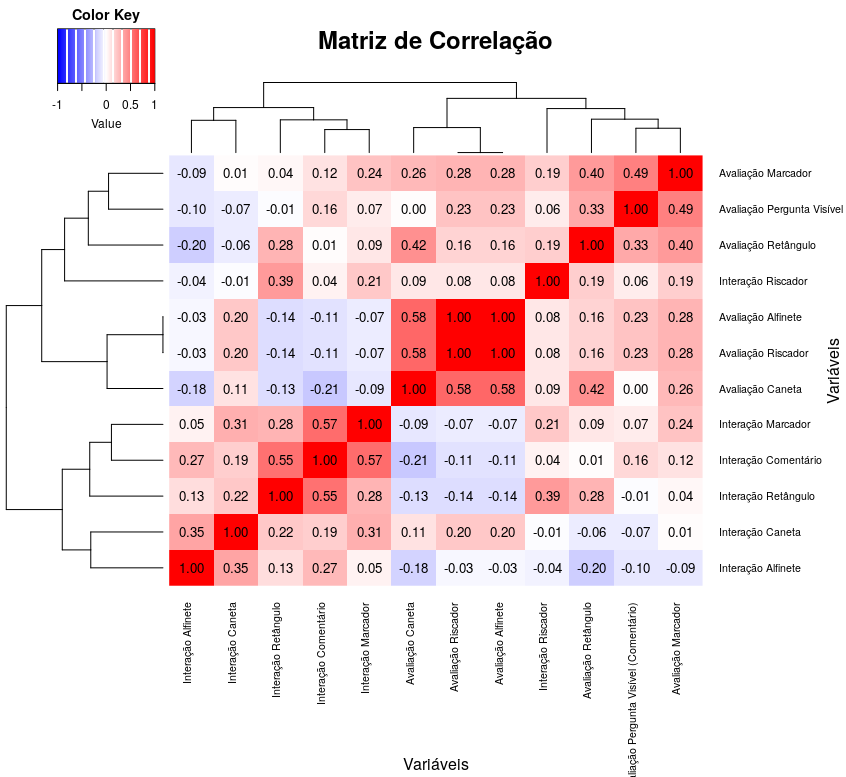 Color Key
-1 0 0.5 1
Value
Matriz de Correlação
-0.09 0.01 0.04 0.12 0.24 0.26 0.28 0.28 0.19 0.40 0.49 1.00 Avaliação Marcador
-0.10 -0.07 -0.01 0.16 0.07 0.00 0.23 0.23 0.06 0.33 1.00 0.49 Avaliação Pergunta Visível
-0.20 -0.06 0.28 0.01 0.09 0.42 0.16 0.16 0.19 1.00 0.33 0.40 Avaliação Retângulo
-0.04 -0.01 0.39 0.04 0.21 0.09 0.08 0.08 1.00 0.19 0.06 0.19 Interação Riscador
-0.03 0.20 -0.14 -0.11 -0.07 0.58 1.00 1.00 0.08 0.16 0.23 0.28 Avaliação Alfinete
-0.03 0.20 -0.14 -0.11 -0.07 0.58 1.00 1.00 0.08 0.16 0.23 0.28 Avaliação Riscador
-0.18 0.11 -0.13 -0.21 -0.09 1.00 0.58 0.58 0.09 0.42 0.00 0.26 Avaliação Caneta
0.05 0.31 0.28 0.57 1.00 -0.09 -0.07 -0.07 0.21 0.09 0.07 0.24 Interação Marcador
0.27 0.19 0.55 1.00 0.57 -0.21 -0.11 -0.11 0.04 0.01 0.16 0.12 Interação Comentário
0.13 0.22 1.00 0.55 0.28 -0.13 -0.14 -0.14 0.39 0.28 -0.01 0.04 Interação Retângulo
0.35 1.00 0.22 0.19 0.31 0.11 0.20 0.20 -0.01 -0.06 -0.07 0.01 Interação Caneta
1.00 0.35 0.13 0.27 0.05 -0.18 -0.03 -0.03 -0.04 -0.20 -0.10 -0.09 Interação Alfinete
Variáveis
Interação Alfinete
Interação Caneta
Interação Retângulo
Interação Comentário
Interação Marcador
Avaliação Caneta
Avaliação Riscador
Avaliação Alfinete
Interação Riscador
Avaliação Retângulo
aliação Pergunta Visível (Comentário)
Avaliação Marcador
Variáveis